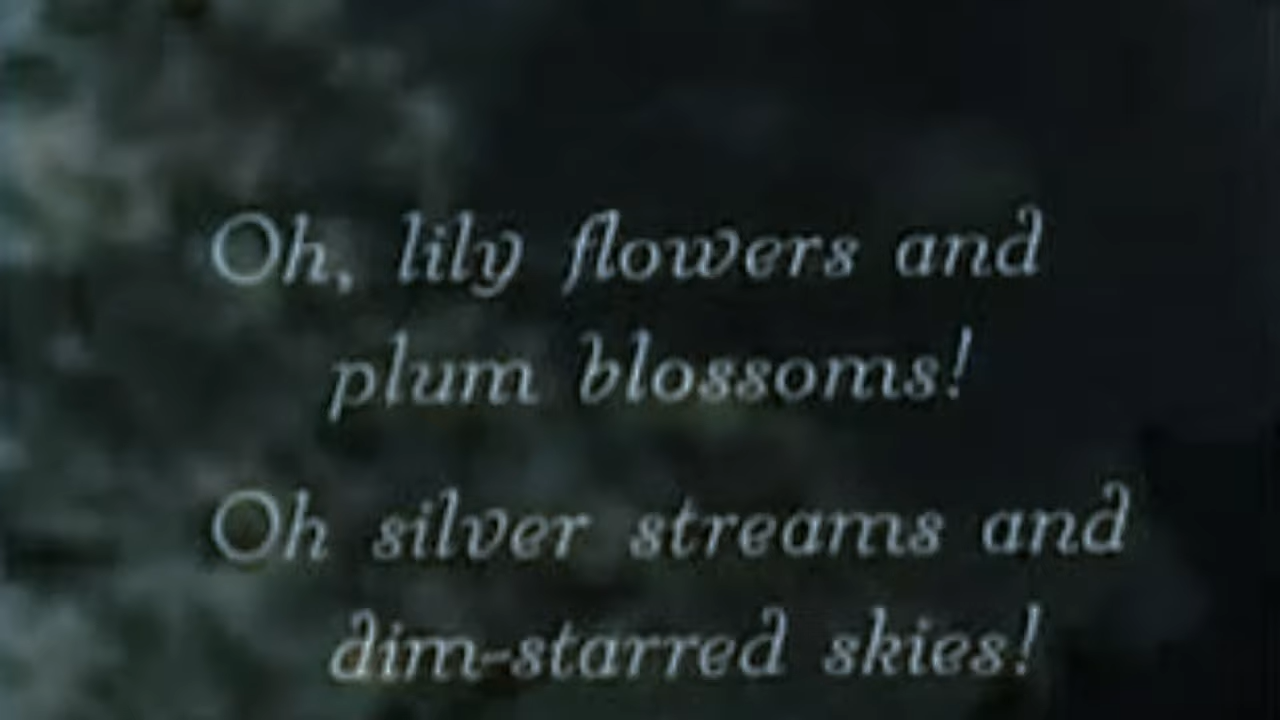 Oh, lily flowers and
plum blossoms!
Oh silver streams and
dim-starred skies!